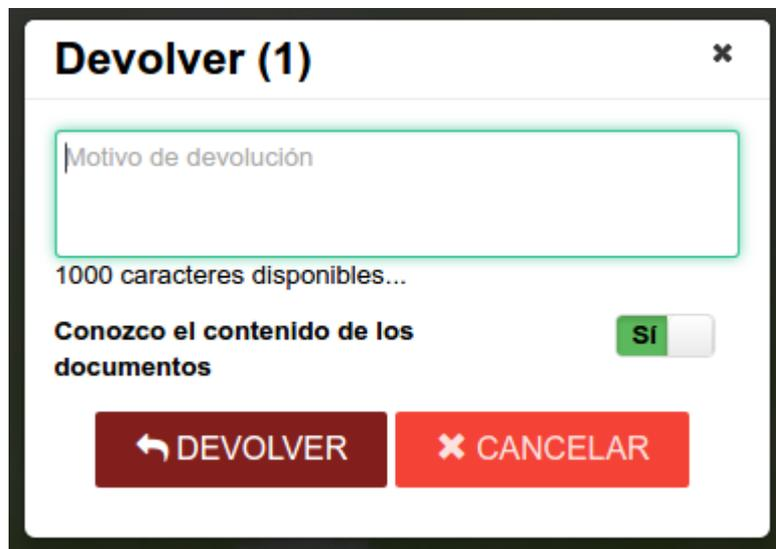 Devolver (1)
Motivo de devolución
1000 caracteres disponibles...
Conozco el contenido de los
documentos
Sí
DEVOLVER
CANCELAR